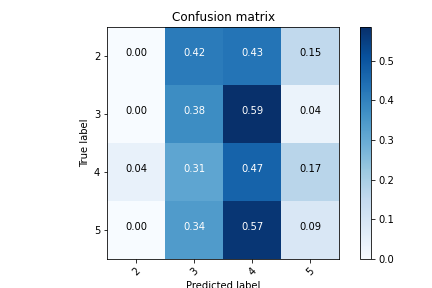 Confusion matrix
2 0.00 0.42 0.43 0.15
3 0.00 0.38 0.59 0.04
4 0.04 0.31 0.47 0.17
5 0.00 0.34 0.57 0.09
True label
2 3 4 5
Predicted label
0.5
0.4
0.3
0.2
0.1
0.0